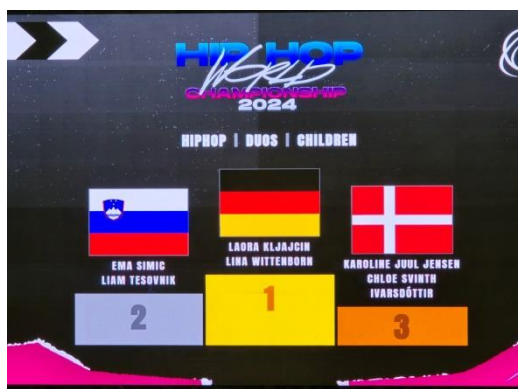 HIP HOP
WORLD
CHAMPIONSHIP
2024
HIPHOP | DUOS | CHILDREN
LAORA KLJAJCIN
LINA WITTENBORN
EMA SIMIC
LIAM TESOVNIK
KAROLINE JUUL JENSEN
CHLOE SVINTH
IVARSDÓTTIR
1
2
3